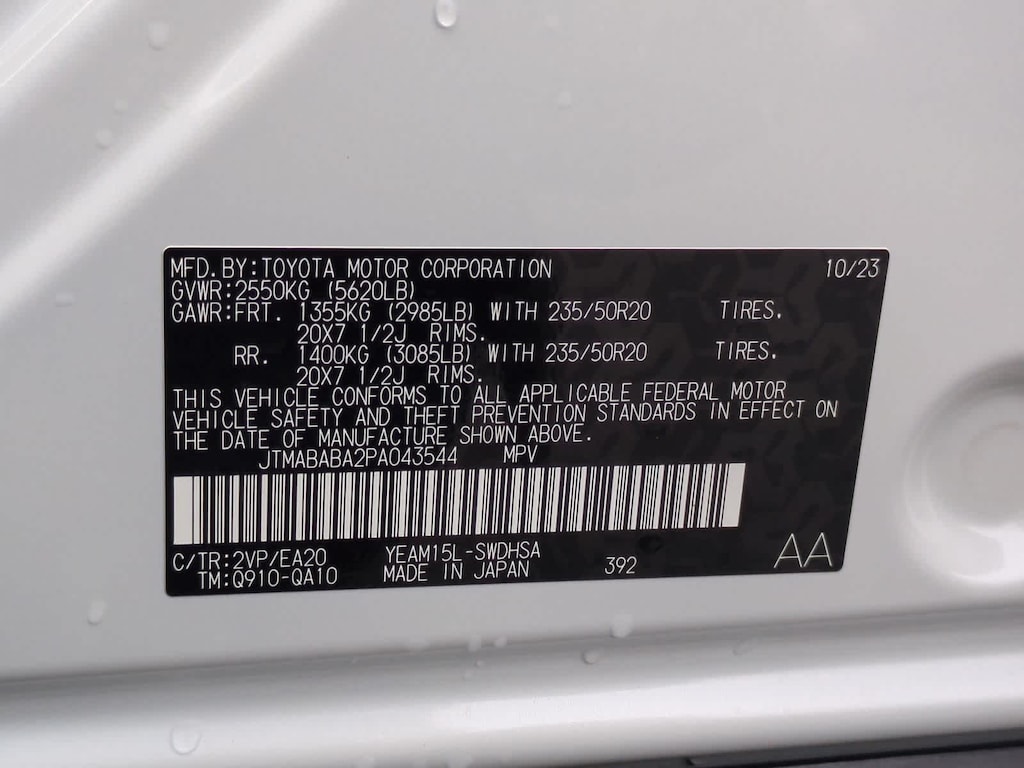 MFD.BY:TOYOTA MOTOR CORPORATION 10/23
GVWR:2550KG (5620LB)
GAWR:FRT. 1355KG (2985LB) WITH 235/50R20 TIRES.
20X7 1/2J RIMS.
RR. 1400KG (3085LB) WITH 235/50R20 TIRES.
20X7 1/2J RIMS.
THIS VEHICLE CONFORMS TO ALL APPLICABLE FEDERAL MOTOR
VEHICLE SAFETY AND THEFT PREVENTION STANDARDS IN EFFECT ON
THE DATE OF MANUFACTURE SHOWN ABOVE.
JTMABABA2PA043544 MPV
C/TR:2VP/EA20 YEAM15L-SWDHSA
TM:Q910-QA10 MADE IN JAPAN 392 AA